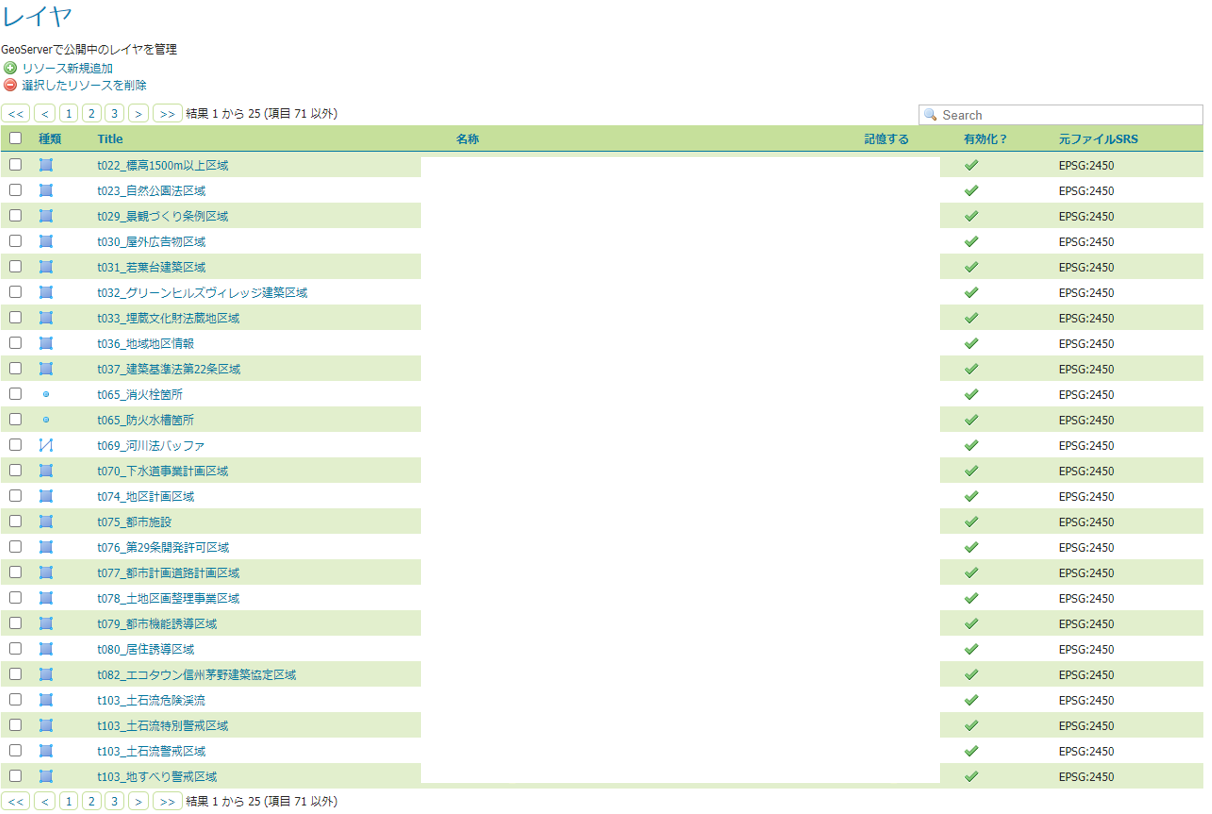 レイヤ
GeoServerで公開中のレイヤを管理
リソース新規追加
選択したリソースを削除
<< < 1 2 3 > >> 結果 1 から 25 (項目 71 以外) Search
種類 Title 名称 記憶する 有効化？ 元ファイルSRS
t022_標高1500m以上区域 EPSG:2450
t023_自然公園法区域 EPSG:2450
t029_景観づくり条例区域 EPSG:2450
t030_屋外広告物区域 EPSG:2450
t031_若葉台建築区域 EPSG:2450
t032_グリーンヒルズヴィレッジ建築区域 EPSG:2450
t033_埋蔵文化財法蔵地区域 EPSG:2450
t036_地域地区情報 EPSG:2450
t037_建築基準法第22条区域 EPSG:2450
t065_消火栓箇所 EPSG:2450
t065_防火水槽箇所 EPSG:2450
t069_河川法バッファ EPSG:2450
t070_下水道事業計画区域 EPSG:2450
t074_地区計画区域 EPSG:2450
t075_都市施設 EPSG:2450
t076_第29条開発許可区域 EPSG:2450
t077_都市計画道路計画区域 EPSG:2450
t078_土地区画整理事業区域 EPSG:2450
t079_都市機能誘導区域 EPSG:2450
t080_居住誘導区域 EPSG:2450
t082_エコタウン信州茅野建築協定区域 EPSG:2450
t103_土石流危険渓流 EPSG:2450
t103_土石流特別警戒区域 EPSG:2450
t103_土石流警戒区域 EPSG:2450
t103_地すべり警戒区域 EPSG:2450
<< < 1 2 3 > >> 結果 1 から 25 (項目 71 以外)